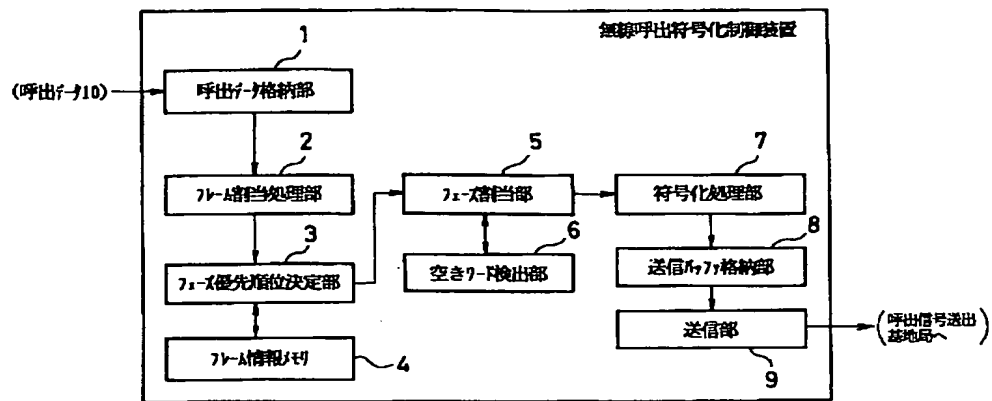 無線呼出符号化制御装置
1
(呼出データ10)
呼出データ格納部
2
フレーム割当処理部
3
フェーズ優先順位決定部
フレーム情報メモリ
4
5
フェーズ割当部
6
空きワード検出部
7
符号化処理部
8
送信バッファ格納部
送信部
9
(呼出信号送出
基地局へ)